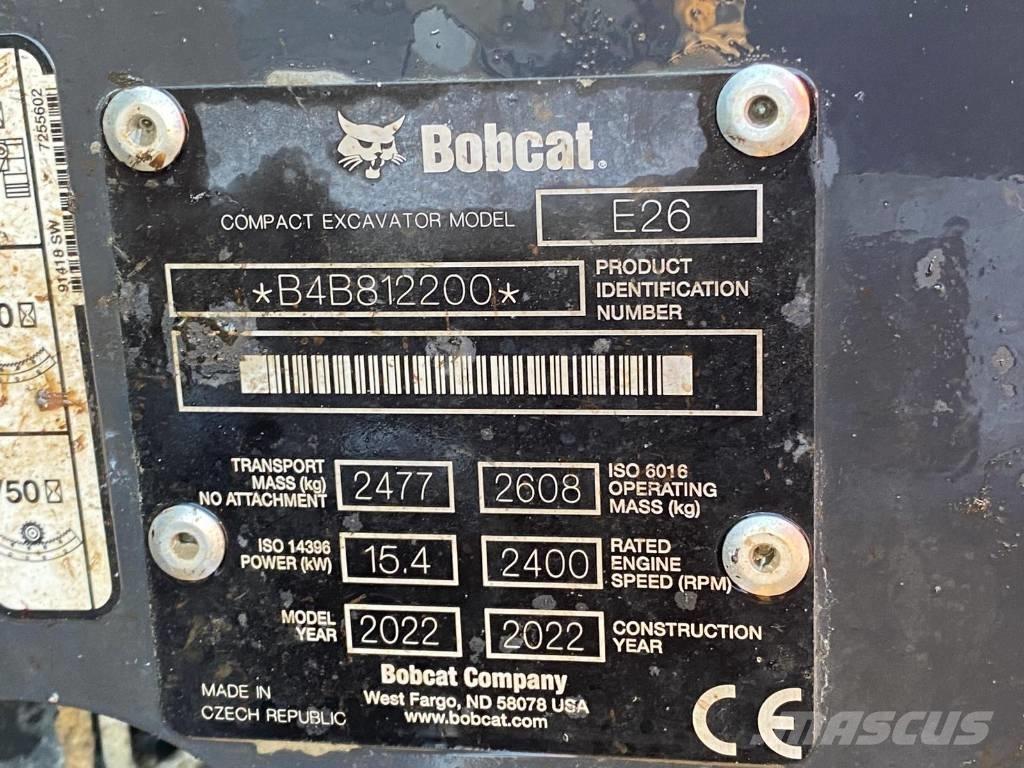 7255602
91418 SW
Bobcat®
COMPACT EXCAVATOR MODEL
E26
*B4B812200*
PRODUCT
IDENTIFICATION
NUMBER
TRANSPORT
MASS (kg)
NO ATTACHMENT
2477
2608
ISO 6016
OPERATING
MASS (kg)
ISO 14396
POWER (kW)
15.4
2400
RATED
ENGINE
SPEED (RPM)
MODEL
YEAR
2022
2022
CONSTRUCTION
YEAR
Bobcat Company
West Fargo, ND 58078 USA
www.bobcat.com
MADE IN
CZECH REPUBLIC
CE
MASCUS